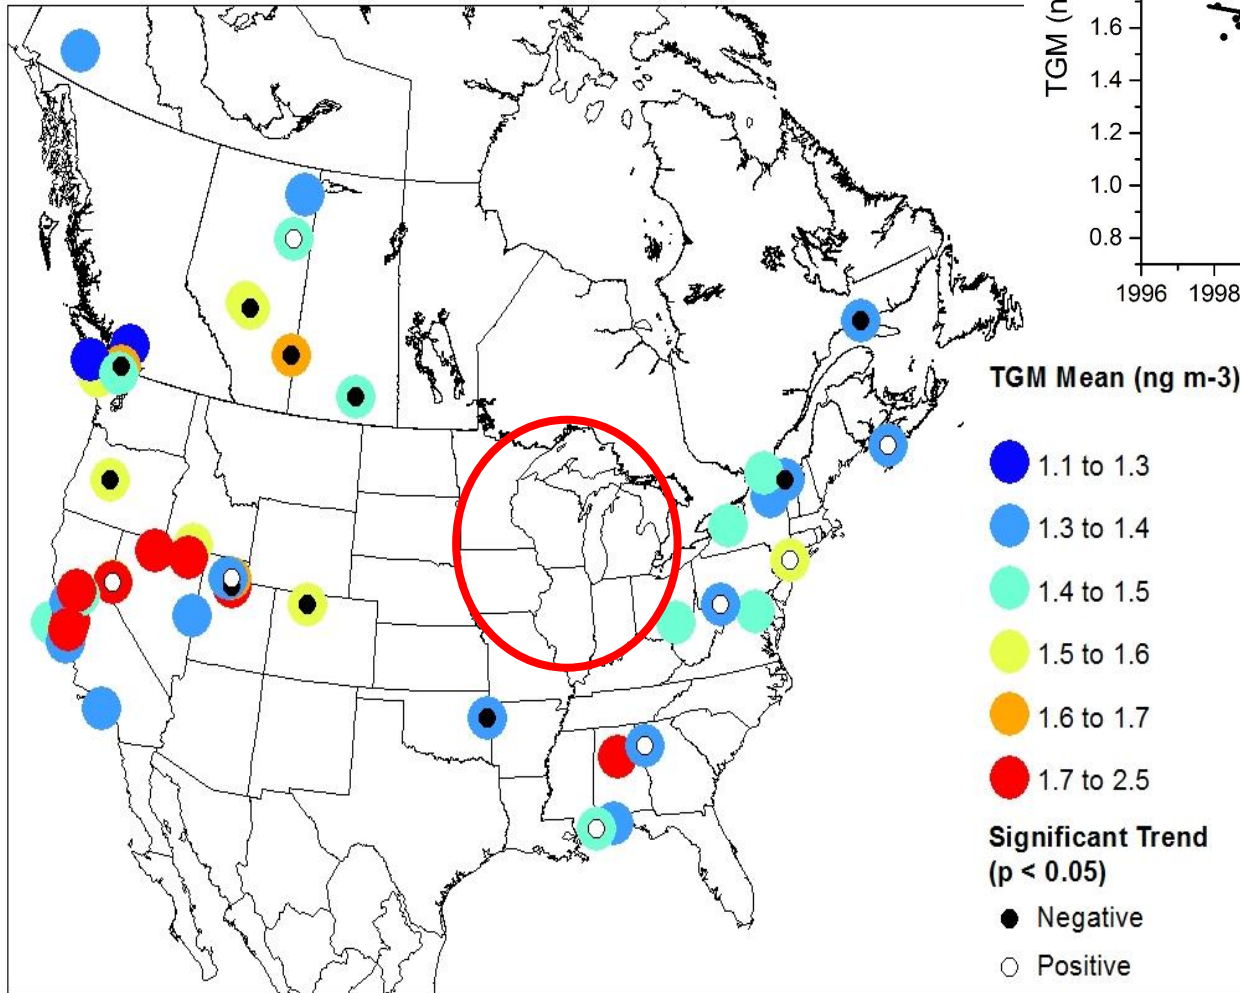 TGM (n
1.6
1.4
1.2
1.0
0.8
1996 1998
TGM Mean (ng m-3)
1.1 to 1.3
1.3 to 1.4
1.4 to 1.5
1.5 to 1.6
1.6 to 1.7
1.7 to 2.5
Significant Trend
(p < 0.05)
Negative
Positive